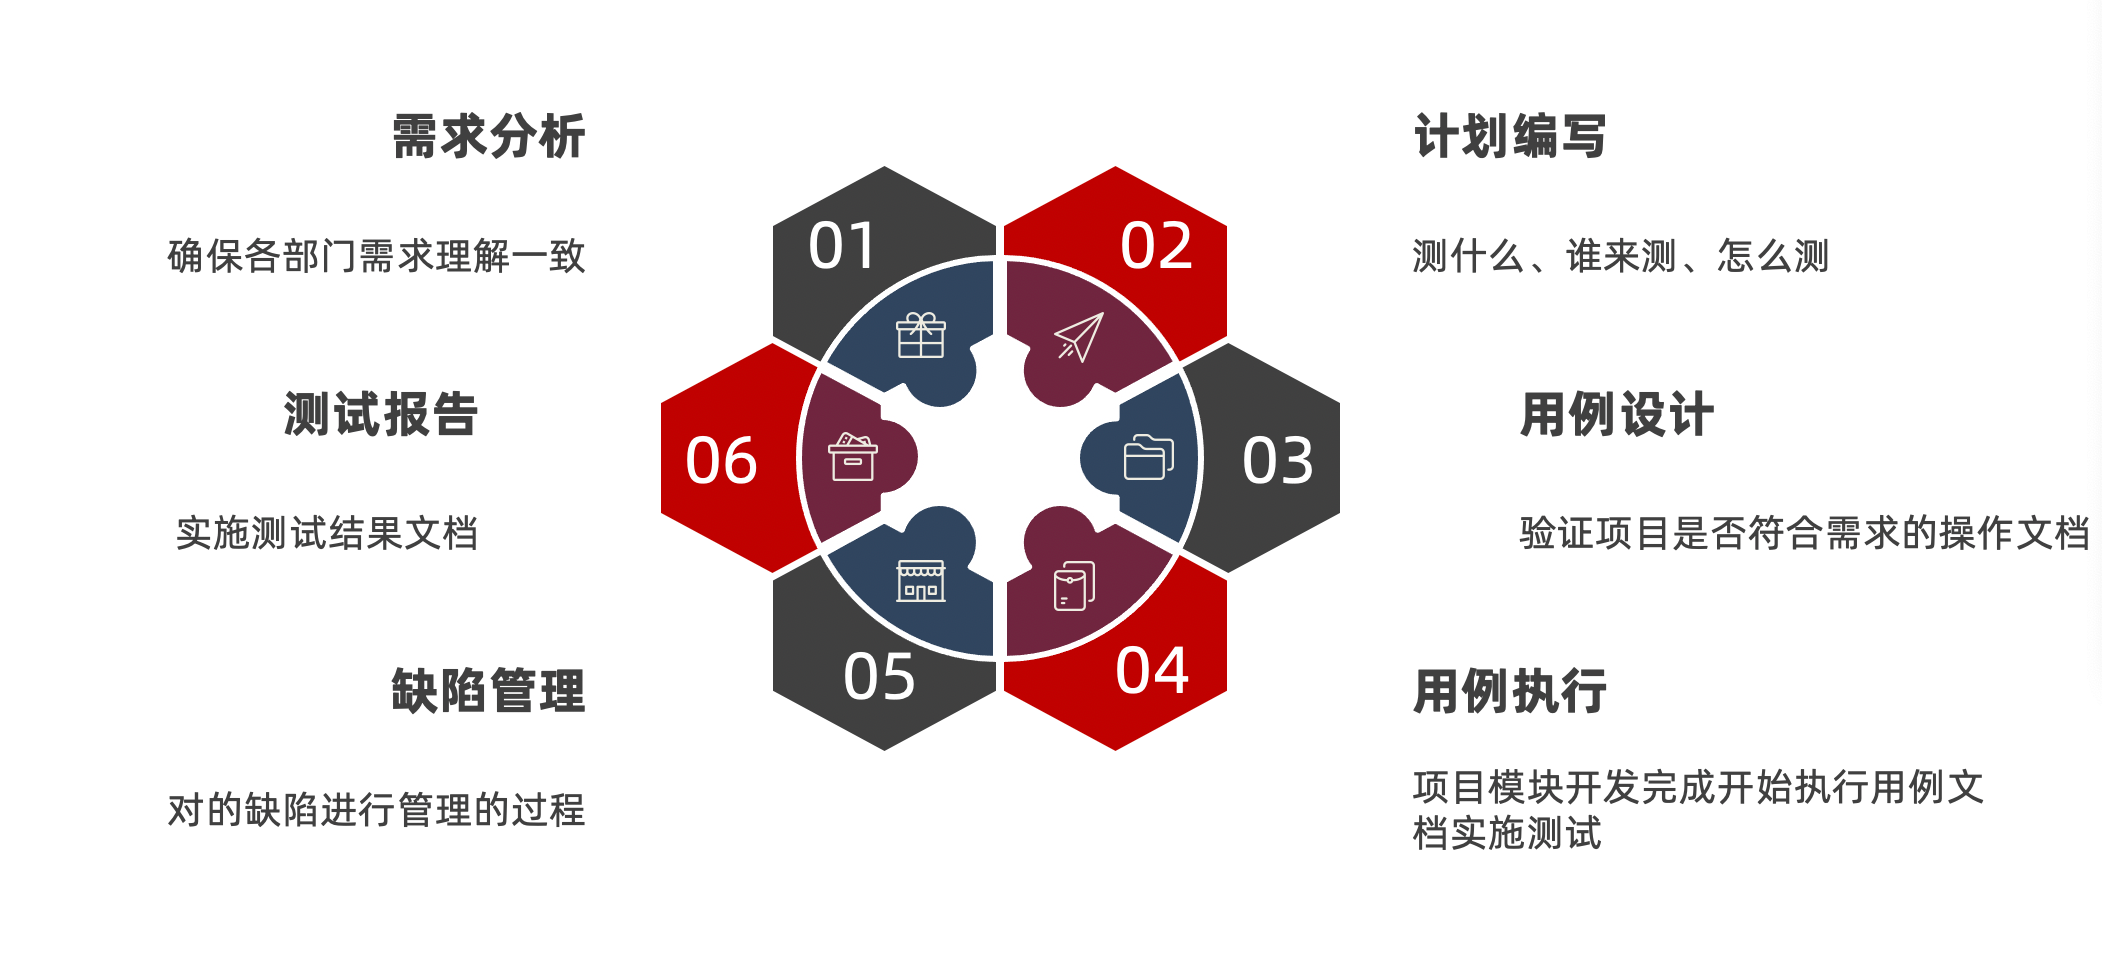 需求分析
确保各部门需求理解一致
01
02
计划编写
测什么、谁来测、怎么测
测试报告
实施测试结果文档
06
03
用例设计
验证项目是否符合需求的操作文档
缺陷管理
对的缺陷进行管理的过程
05
04
用例执行
项目模块开发完成开始执行用例文
档实施测试